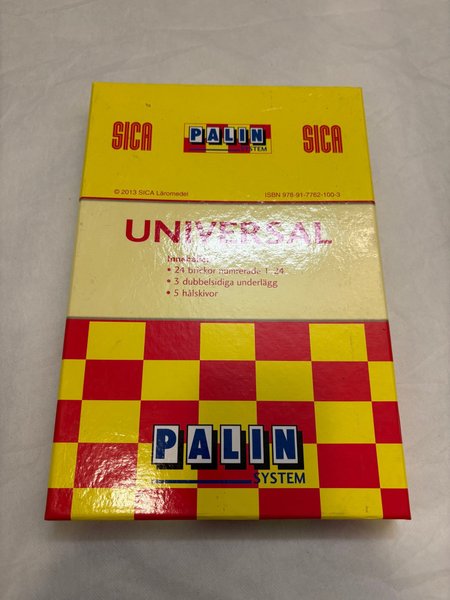 SICA PALIN SYSTEM SICA
© 2013 SICA Läromedel ISBN 978-91-7762-100-3
UNIVERSAL
Innehåller
• 24 brickor numrerade 1-24
• 3 dubbelsidiga underlägg
• 5 hålskivor
PALIN
SYSTEM